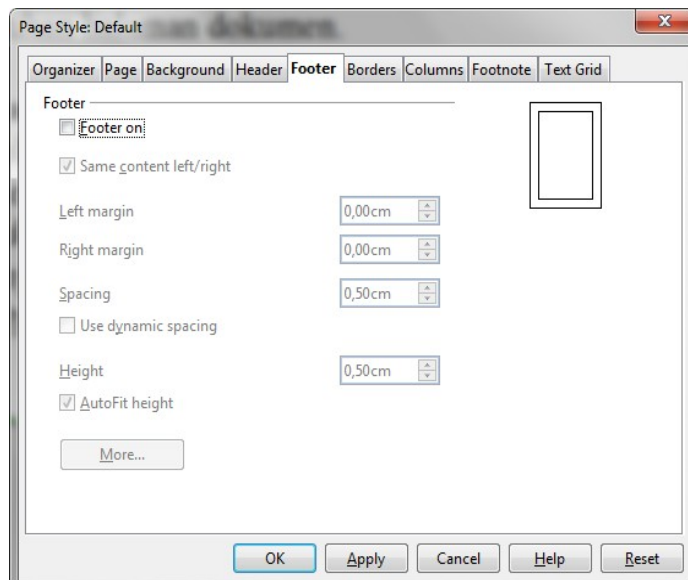 Page Style: Default
nan dokumen.
Organizer Page Background Header Footer Borders Columns Footnote Text Grid
Footer
Footer on
Same content left/right
Left margin 0,00cm
Right margin 0,00cm
Spacing 0,50cm
Use dynamic spacing
Height 0,50cm
AutoFit height
More...
OK Apply Cancel Help Reset